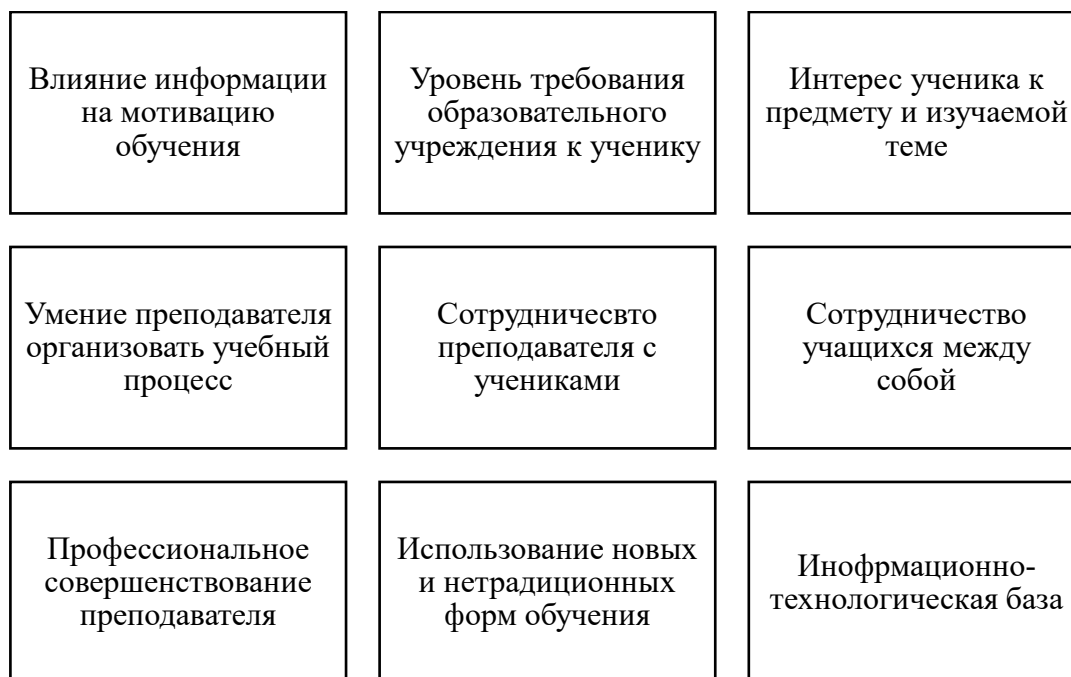 Влияние информации
на мотивацию
обучения
Уровень требования
образовательного
учреждения к ученику
Интерес ученика к
предмету и изучаемой
теме
Умение преподавателя
организовать учебный
процесс
Сотрудничесвто
преподавателя с
учениками
Сотрудничество
учащихся между
собой
Профессиональное
совершенствование
преподавателя
Использование новых
и нетрадиционных
форм обучения
Инофрмационно-
технологическая база